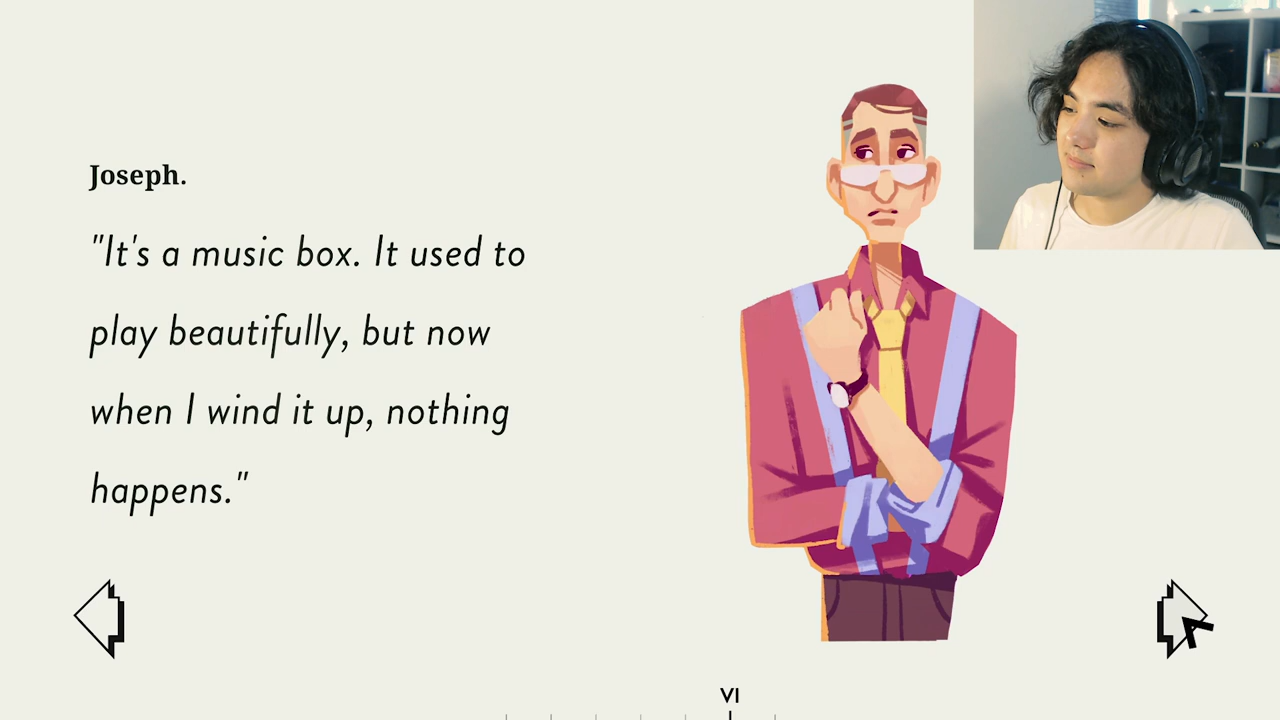 Joseph.
"It's a music box. It used to
play beautifully, but now
when I wind it up, nothing
happens."
VI